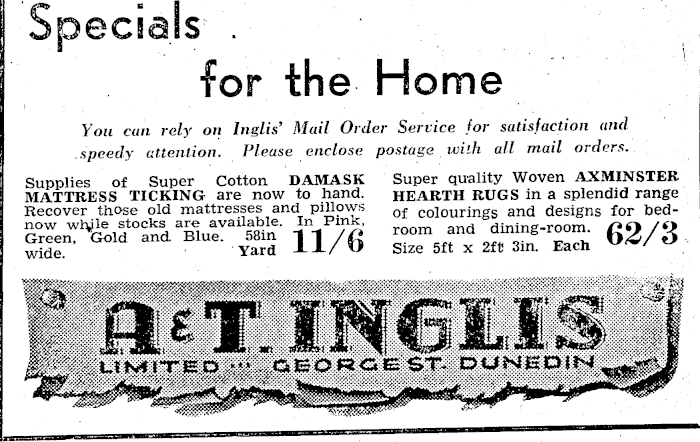 Specials
for the Home
You can rely on Inglis' Mail Order Service for satisfaction and
speedy attention. Please enclose postage with all mail orders.
Supplies of Super Cotton DAMASK
MATTRESS TICKING are now to hand.
Recover those old mattresses and pillows
now while stocks are available. In Pink,
Green, Gold and Blue. 58in
wide. Yard 11/6
Super quality Woven AXMINSTER
HEARTH RUGS in a splendid range
of colourings and designs for bed-
room and dining-room.
Size 5ft x 2ft 3in. Each 62/3
A & T. INGLIS
LIMITED ... GEORGE ST. DUNEDIN